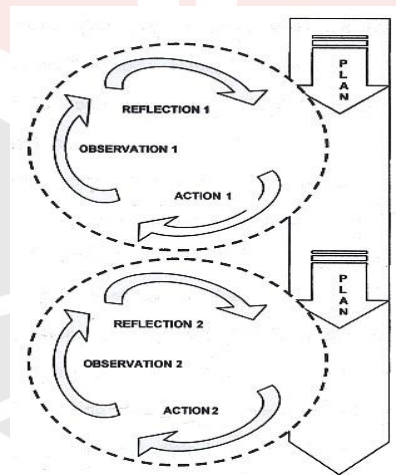 PLAN
REFLECTION 1
OBSERVATION 1
ACTION 1
PLAN
REFLECTION 2
OBSERVATION 2
ACTION 2